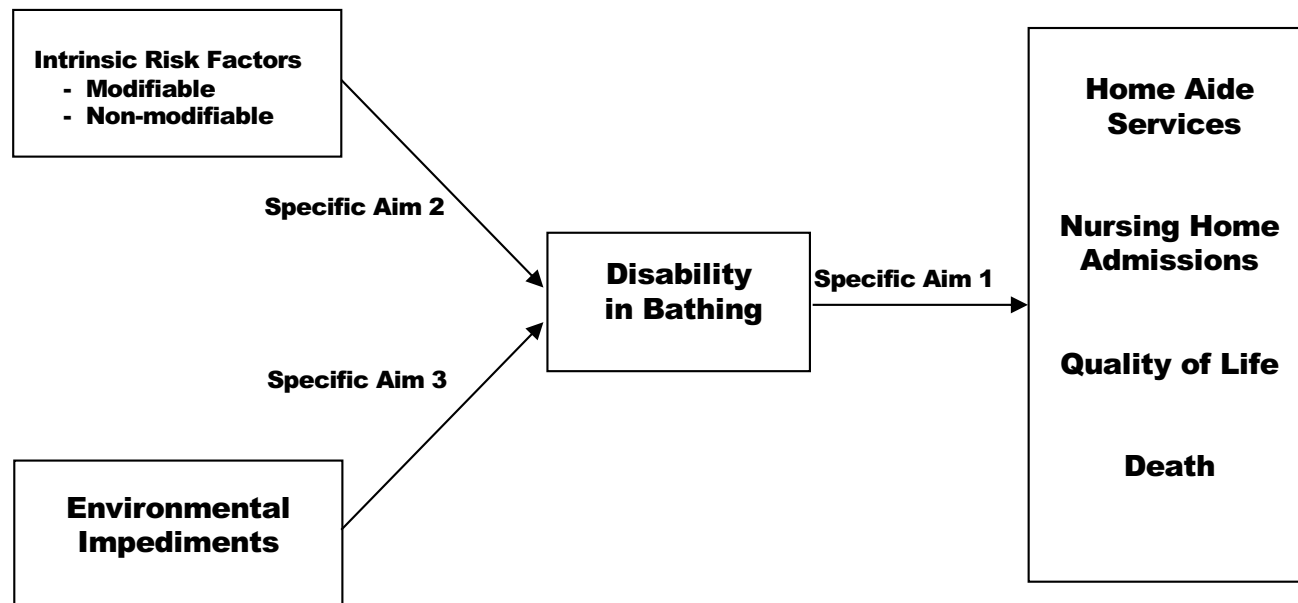 Intrinsic Risk Factors
- Modifiable
- Non-modifiable
Specific Aim 2
Environmental
Impediments
Specific Aim 3
Disability
in Bathing
Specific Aim 1
Home Aide
Services
Nursing Home
Admissions
Quality of Life
Death